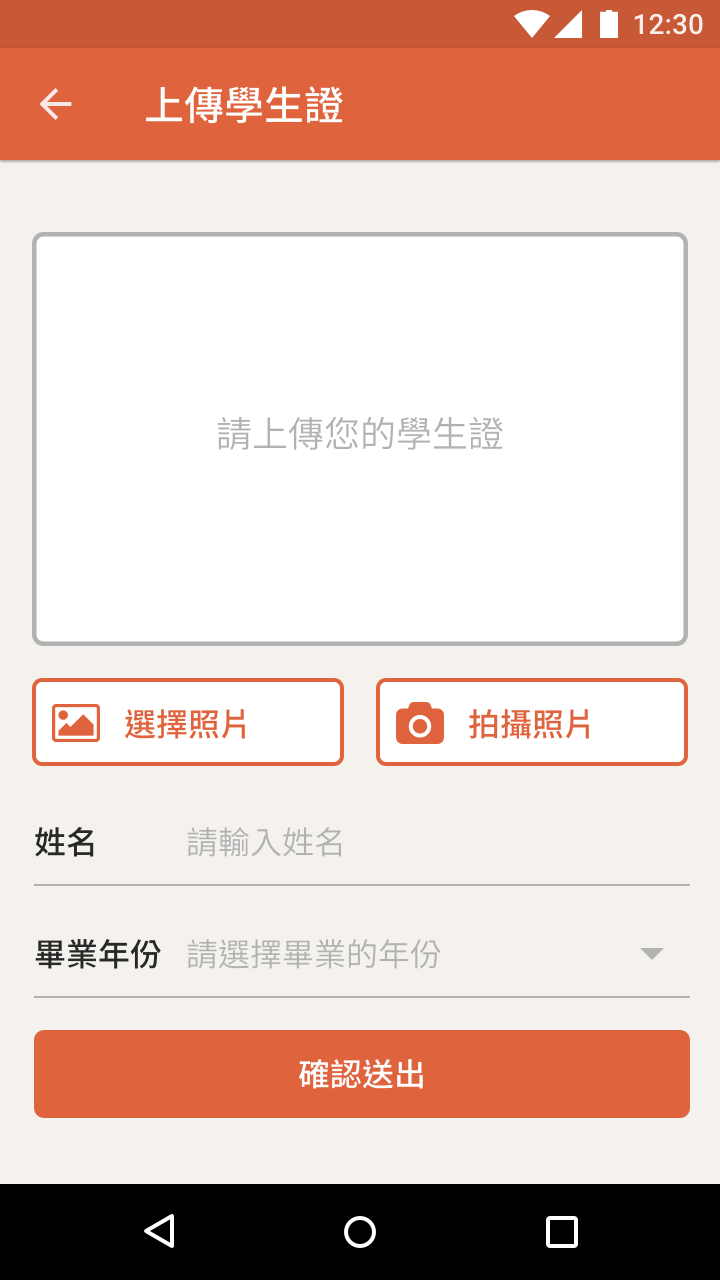 12:30
上傳學生證
請上傳您的學生證
選擇照片
拍攝照片
姓名 請輸入姓名
畢業年份 請選擇畢業的年份
確認送出